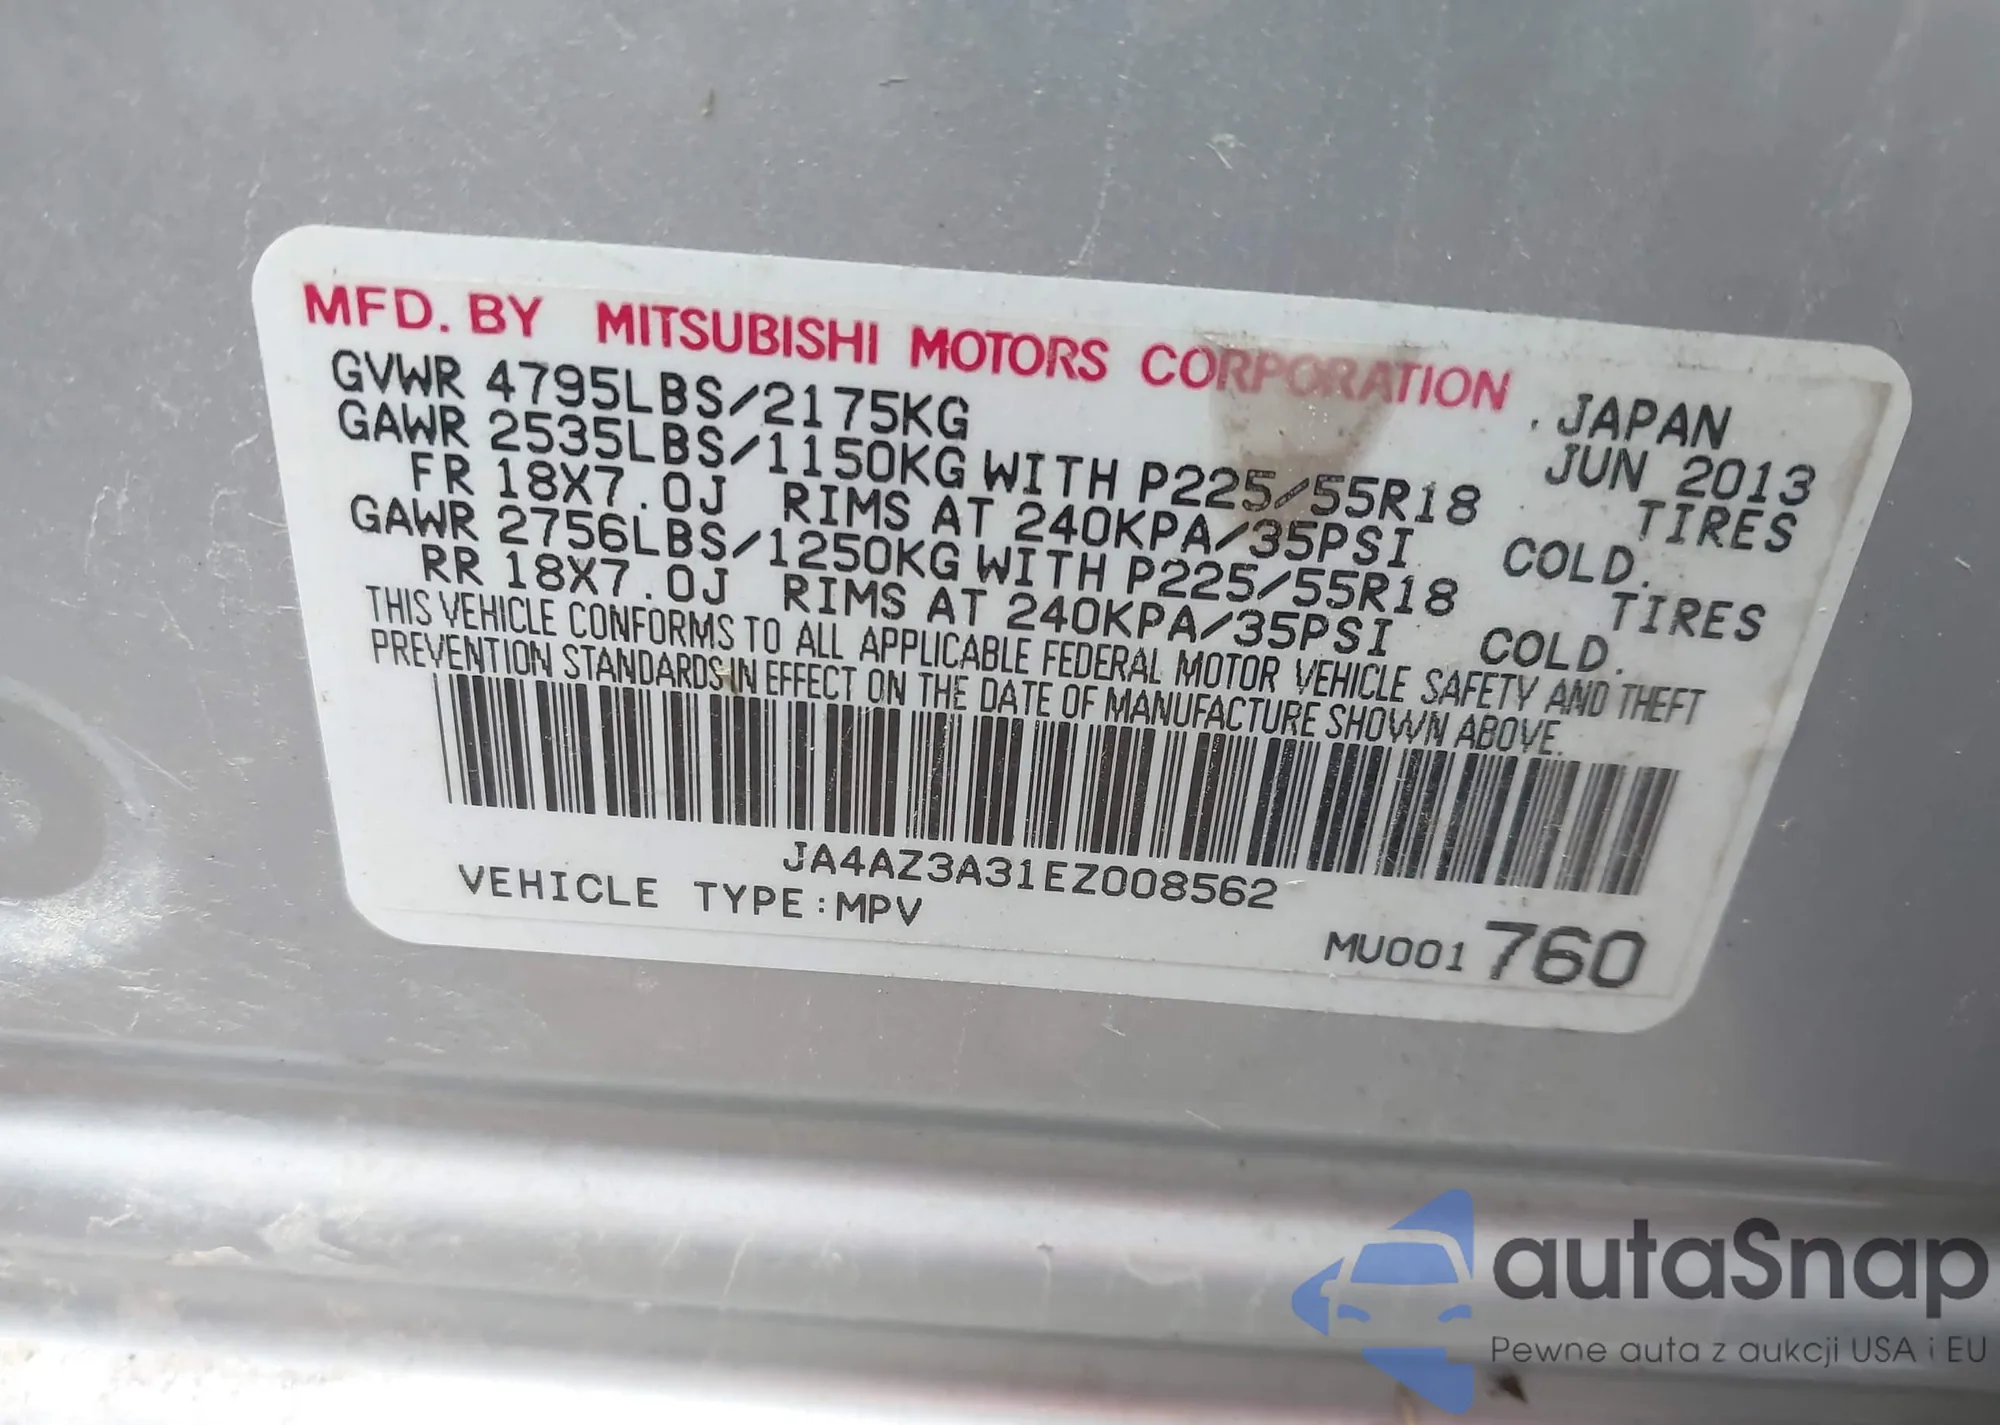 MFD. BY MITSUBISHI MOTORS CORPORATION . JAPAN
GVWR 4795LBS/2175KG JUN 2013
GAWR 2535LBS/1150KG WITH P225/55R18 TIRES
FR 18X7.0J RIMS AT 240KPA/35PSI COLD.
GAWR 2756LBS/1250KG WITH P225/55R18 TIRES
RR 18X7.0J RIMS AT 240KPA/35PSI COLD.
THIS VEHICLE CONFORMS TO ALL APPLICABLE FEDERAL MOTOR VEHICLE SAFETY AND THEFT
PREVENTION STANDARDS IN EFFECT ON THE DATE OF MANUFACTURE SHOWN ABOVE.
JA4AZ3A31EZ008562
VEHICLE TYPE:MPV
MU001 760
autaSnap
Pewne auta z aukcji USA i EU